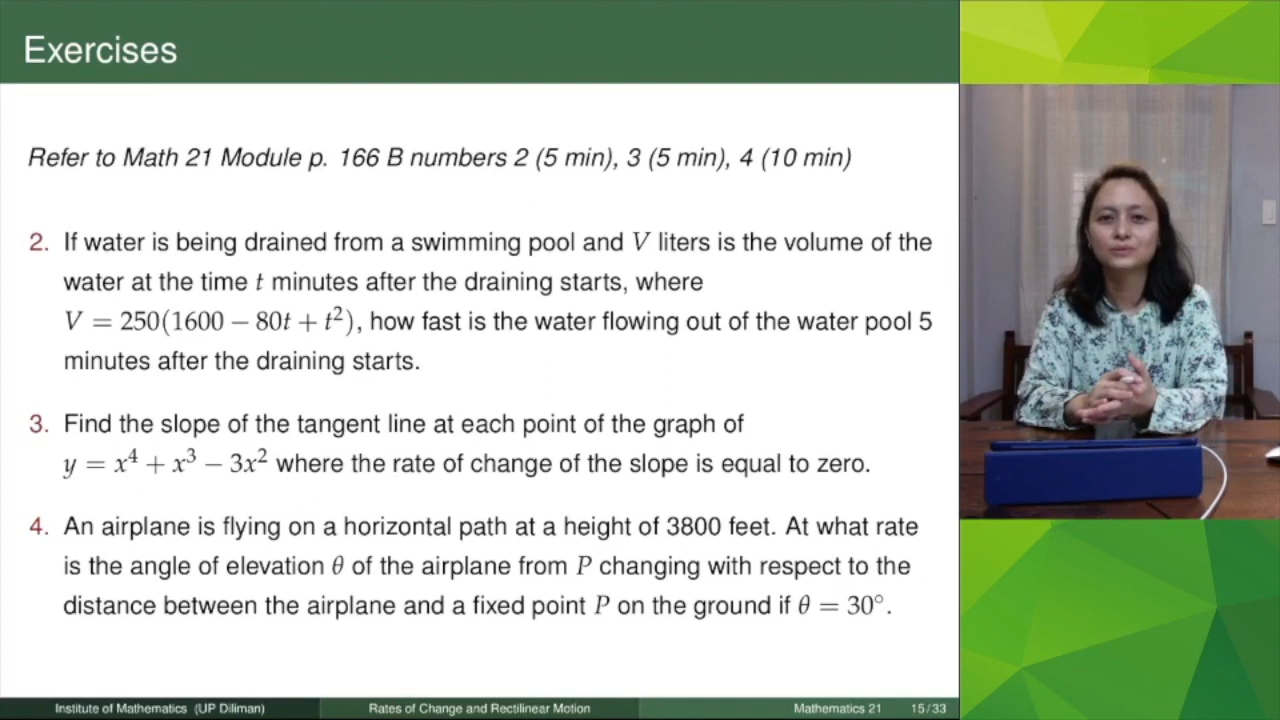 Exercises
Refer to Math 21 Module p. 166 B numbers 2 (5 min), 3 (5 min), 4 (10 min)
2. If water is being drained from a swimming pool and V liters is the volume of the
water at the time t minutes after the draining starts, where
V = 250(1600 − 80t + t²), how fast is the water flowing out of the water pool 5
minutes after the draining starts.
3. Find the slope of the tangent line at each point of the graph of
y = x⁴ + x³ − 3x² where the rate of change of the slope is equal to zero.
4. An airplane is flying on a horizontal path at a height of 3800 feet. At what rate
is the angle of elevation θ of the airplane from P changing with respect to the
distance between the airplane and a fixed point P on the ground if θ = 30°.
Institute of Mathematics (UP Diliman) Rates of Change and Rectilinear Motion Mathematics 21 15/33